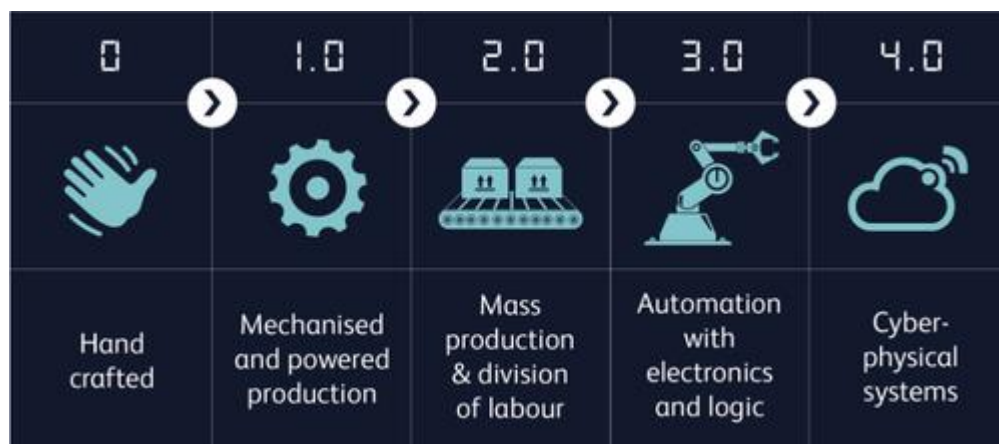 0
1.0
2.0
3.0
4.0
Hand
crafted
Mechanised
and powered
production
Mass
production
& division
of labour
Automation
with
electronics
and logic
Cyber-
physical
systems